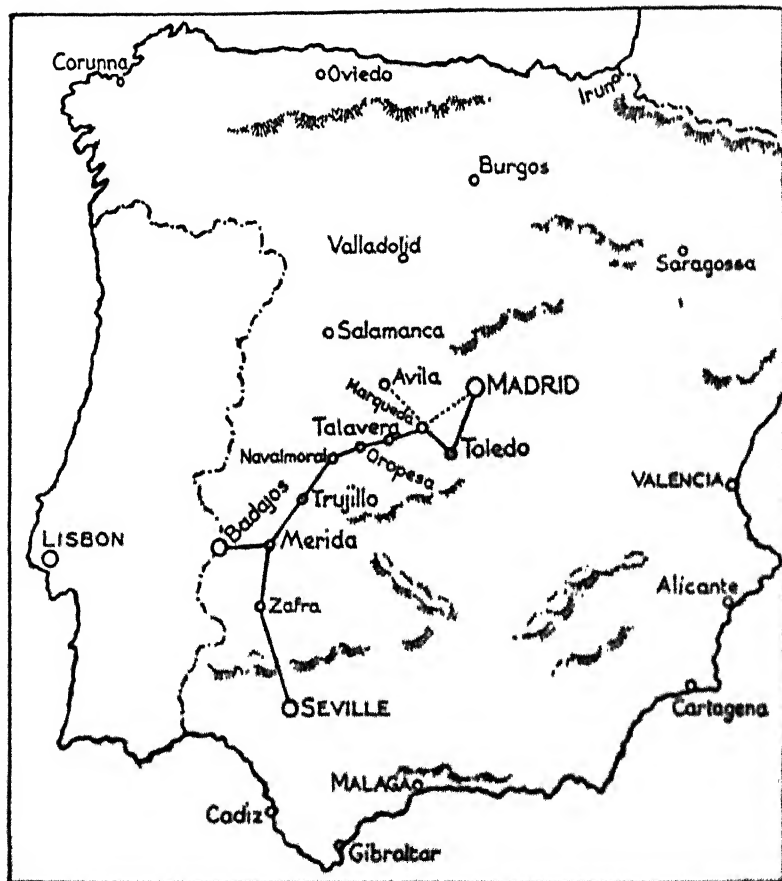 Corunna
Oviedo
Irun
Burgos
Valladolid
Saragossa
Salamanca
Avila
MADRID
Marqueda
Talavera
Toledo
Navalmoral
Oropesa
VALENCIA
Badajos
Trujillo
LISBON
Merida
Alicante
Zafra
SEVILLE
Cartagena
MALAGA
Cadiz
Gibraltar